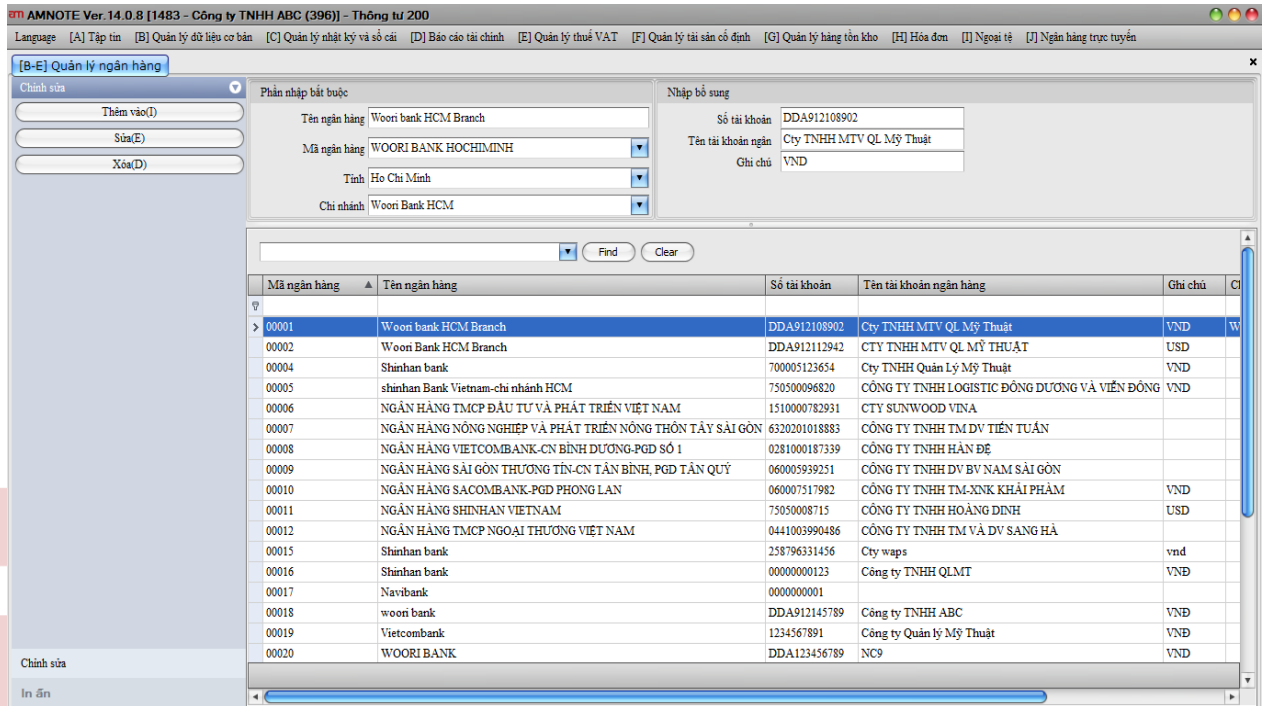 am AMNOTE Ver.14.0.8 [1483 - Công ty TNHH ABC (396)] - Thông tư 200
Language [A] Tập tin [B] Quản lý dữ liệu cơ bản [C] Quản lý nhật ký và sổ cái [D] Báo cáo tài chính [E] Quản lý thuế VAT [F] Quản lý tài sản cố định [G] Quản lý hàng tồn kho [H] Hóa đơn [I] Ngoại tệ [J] Ngân hàng trực tuyến
[B-E] Quản lý ngân hàng
Chỉnh sửa
Thêm vào(I)
Sửa(E)
Xóa(D)
Phần nhập bắt buộc
Tên ngân hàng Woori bank HCM Branch
Mã ngân hàng WOORI BANK HOCHIMINH
Tỉnh Ho Chi Minh
Chi nhánh Woori Bank HCM
Nhập bổ sung
Số tài khoản DDA912108902
Tên tài khoản ngân Cty TNHH MTV QL Mỹ Thuật
Ghi chú VND
Find Clear
Mã ngân hàng Tên ngân hàng Số tài khoản Tên tài khoản ngân hàng Ghi chú
00001 Woori bank HCM Branch DDA912108902 Cty TNHH MTV QL Mỹ Thuật VND W
00002 Woori Bank HCM Branch DDA912112942 CTY TNHH MTV QL MỸ THUẬT USD
00004 Shinhan bank 700005123654 Cty TNHH Quản Lý Mỹ Thuật VND
00005 shinhan Bank Vietnam-chi nhánh HCM 750500096820 CÔNG TY TNHH LOGISTIC ĐÔNG DƯƠNG VÀ VIỄN ĐÔNG VND
00006 NGÂN HÀNG TMCP ĐẦU TƯ VÀ PHÁT TRIỂN VIỆT NAM 1510000782931 CTY SUNWOOD VINA
00007 NGÂN HÀNG NÔNG NGHIỆP VÀ PHÁT TRIỂN NÔNG THÔN TÂY SÀI GÒN 6320201018883 CÔNG TY TNHH TM DV TIẾN TUẤN
00008 NGÂN HÀNG VIETCOMBANK-CN BÌNH DƯƠNG-PGD SỐ 1 0281000187339 CÔNG TY TNHH HÀN ĐỆ
00009 NGÂN HÀNG SÀI GÒN THƯƠNG TÍN-CN TÂN BÌNH, PGD TÂN QUÝ 060005939251 CÔNG TY TNHH DV BV NAM SÀI GÒN
00010 NGÂN HÀNG SACOMBANK-PGD PHONG LAN 060007517982 CÔNG TY TNHH TM-XNK KHẢI PHÀM VND
00011 NGÂN HÀNG SHINHAN VIETNAM 75050008715 CÔNG TY TNHH HOÀNG DINH USD
00012 NGÂN HÀNG TMCP NGOẠI THƯƠNG VIỆT NAM 0441003990486 CÔNG TY TNHH TM VÀ DV SANG HÀ
00015 Shinhan bank 258796331456 Cty waps vnd
00016 Shinhan bank 00000000123 Công ty TNHH QLMT VNĐ
00017 Navibank 0000000001
00018 woori bank DDA912145789 Công ty TNHH ABC VNĐ
00019 Vietcombank 1234567891 Công ty Quản lý Mỹ Thuật VNĐ
00020 WOORI BANK DDA123456789 NC9 VND
Chỉnh sửa
In ấn